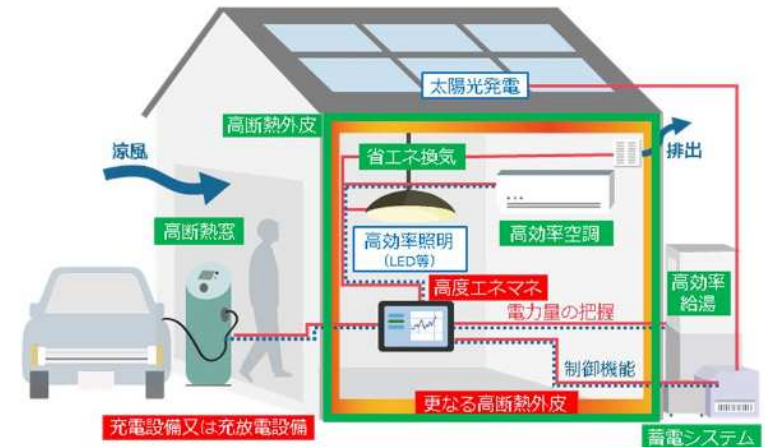 太陽光発電
高断熱外皮
涼風
省エネ換気
排出
高断熱窓
高効率照明
(LED等)
高効率空調
高度エネマネ
高効率
給湯
電力量の把握
制御機能
更なる高断熱外皮
充電設備又は充放電設備
蓄電システム